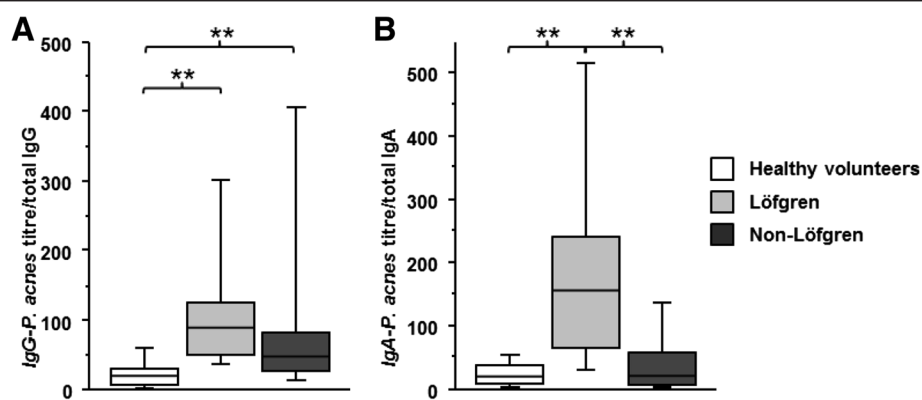 A
**
**
500
400
300
200
100
0
IgG-P. acnes titre/total IgG
B
**
**
500
400
300
200
100
0
IgA-P. acnes titre/total IgA
Healthy volunteers
Löfgren
Non-Löfgren